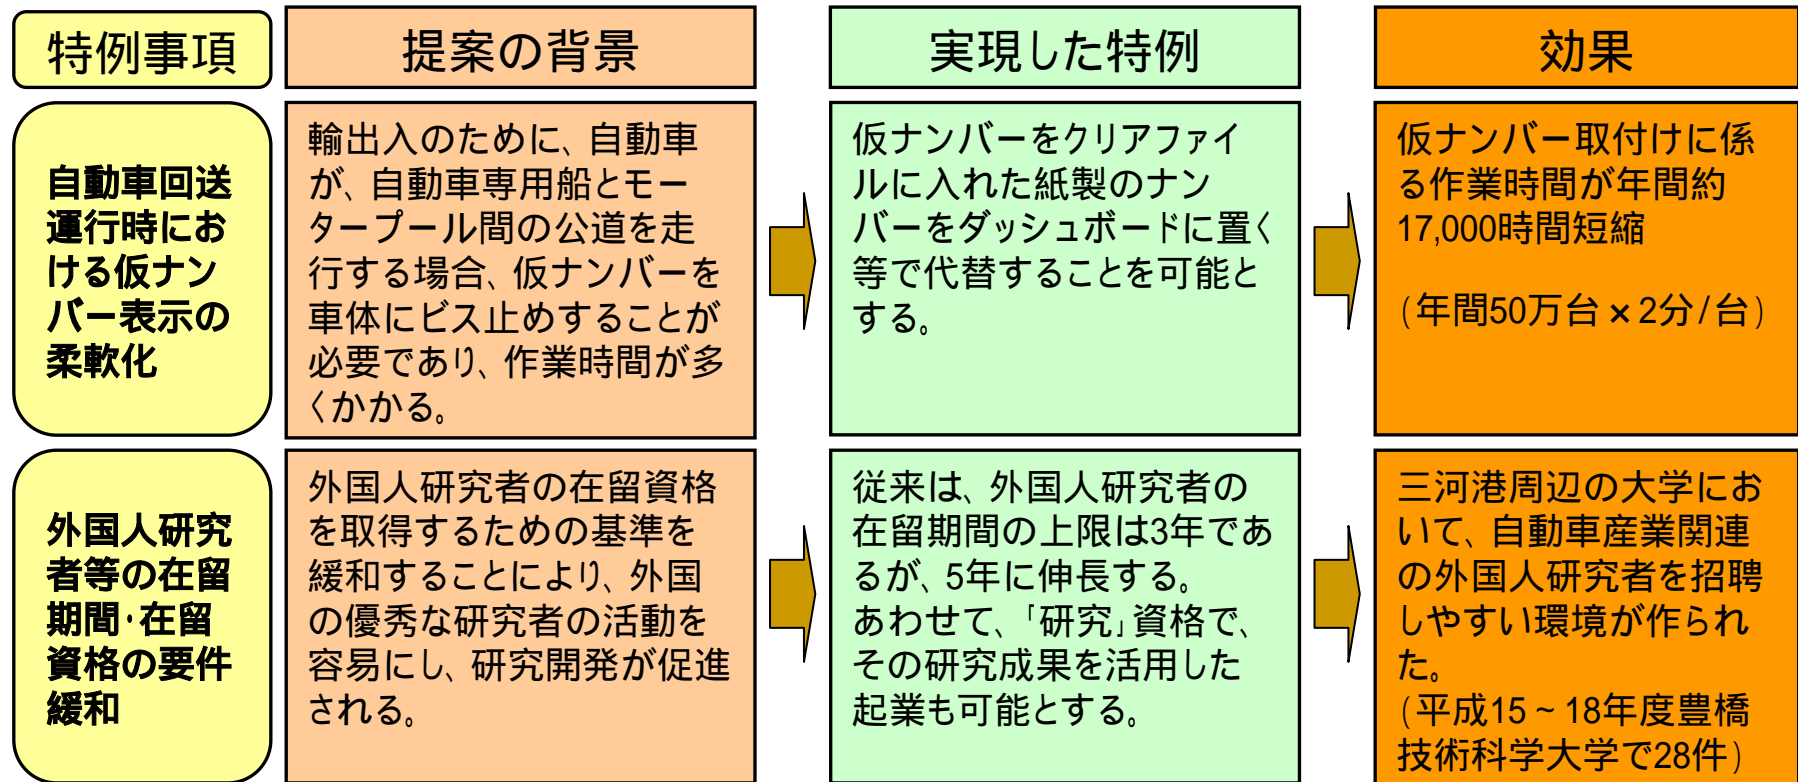 特例事項
提案の背景
実現した特例
効果
自動車回送
運行時にお
ける仮ナン
バー表示の
柔軟化
輸出入のために、自動車
が、自動車専用船とモー
タープール間の公道を走
行する場合、仮ナンバーを
車体にビス止めすることが
必要であり、作業時間が多
くかかる。
仮ナンバーをクリアファイ
ルに入れた紙製のナン
バーをダッシュボードに置く
等で代替することを可能と
する。
仮ナンバー取付けに係
る作業時間が年間約
17,000時間短縮
(年間50万台×2分/台)
外国人研究
者等の在留
期間・在留
資格の要件
緩和
外国人研究者の在留資格
を取得するための基準を
緩和することにより、外国
の優秀な研究者の活動を
容易にし、研究開発が促進
される。
従来は、外国人研究者の
在留期間の上限は3年であ
るが、5年に伸長する。
あわせて、「研究」資格で、
その研究成果を活用した
起業も可能とする。
三河港周辺の大学にお
いて、自動車産業関連
の外国人研究者を招聘
しやすい環境が作られ
た。
(平成15~18年度豊橋
技術科学大学で28件)